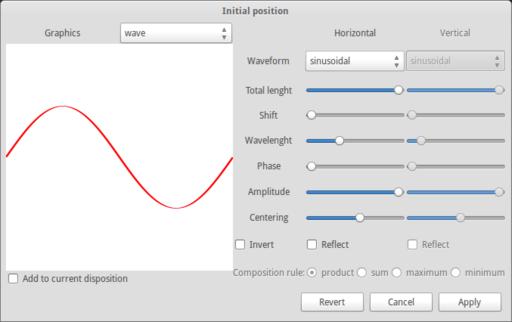 Initial position
Graphics wave Horizontal Vertical
Waveform sinusoidal sinusoidal
Total lenght
Shift
Wavelenght
Phase
Amplitude
Centering
Invert Reflect Reflect
Composition rule: product sum maximum minimum
Add to current disposition
Revert Cancel Apply